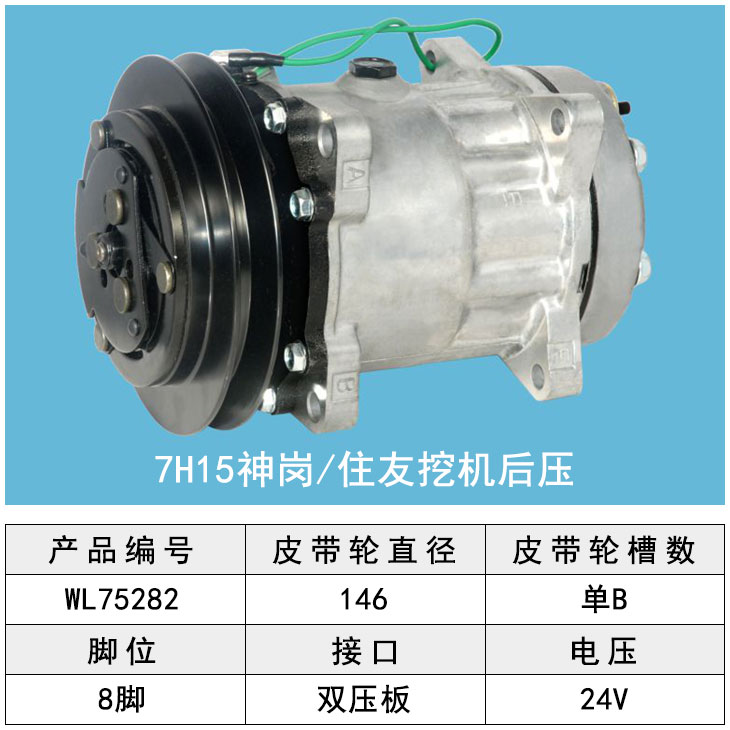 A
B
7H15神岗/住友挖机后压
产品编号 皮带轮直径 皮带轮槽数
WL75282 146 单B
脚位 接口 电压
8脚 双压板 24V